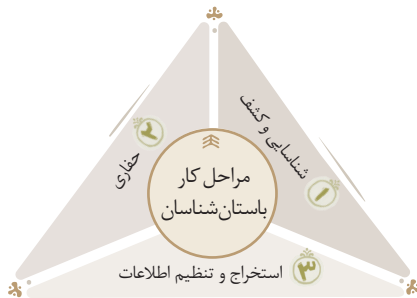 مراحل کار
باستان‌شناسان
۱ شناسایی و کشف
۲ حفاری
۳ استخراج و تنظیم اطلاعات